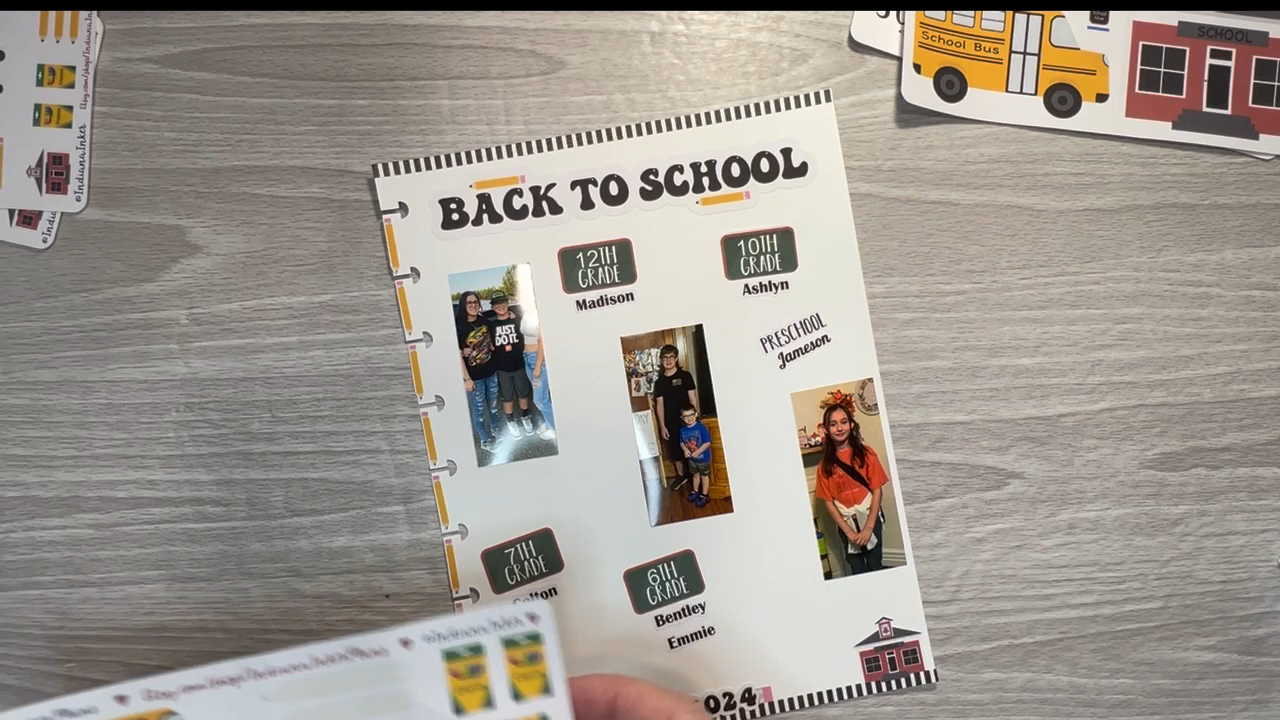 School Bus
SCHOOL
BACK TO SCHOOL
12TH
GRADE
Madison
10TH
GRADE
Ashlyn
PRESCHOOL
Jameson
JUST
DO IT.
7TH
GRADE
6TH
GRADE
Bentley
Emmie